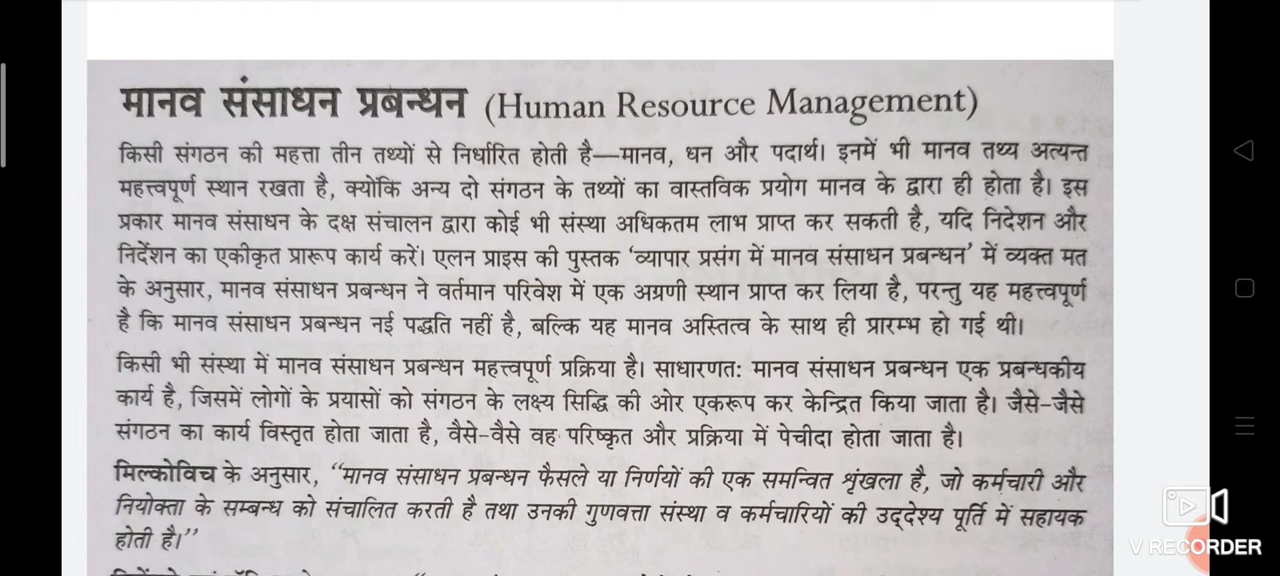 मानव संसाधन प्रबन्धन (Human Resource Management)
किसी संगठन की महत्ता तीन तथ्यों से निर्धारित होती है—मानव, धन और पदार्थ। इनमें भी मानव तथ्य अत्यन्त
महत्त्वपूर्ण स्थान रखता है, क्योंकि अन्य दो संगठन के तथ्यों का वास्तविक प्रयोग मानव के द्वारा ही होता है। इस
प्रकार मानव संसाधन के दक्ष संचालन द्वारा कोई भी संस्था अधिकतम लाभ प्राप्त कर सकती है, यदि निदेशन और
निर्देशन का एकीकृत प्रारूप कार्य करें। एलन प्राइस की पुस्तक ‘व्यापार प्रसंग में मानव संसाधन प्रबन्धन’ में व्यक्त मत
के अनुसार, मानव संसाधन प्रबन्धन ने वर्तमान परिवेश में एक अग्रणी स्थान प्राप्त कर लिया है, परन्तु यह महत्त्वपूर्ण
है कि मानव संसाधन प्रबन्धन नई पद्धति नहीं है, बल्कि यह मानव अस्तित्व के साथ ही प्रारम्भ हो गई थी।
किसी भी संस्था में मानव संसाधन प्रबन्धन महत्त्वपूर्ण प्रक्रिया है। साधारणत: मानव संसाधन प्रबन्धन एक प्रबन्धकीय
कार्य है, जिसमें लोगों के प्रयासों को संगठन के लक्ष्य सिद्धि की ओर एकरूप कर केन्द्रित किया जाता है। जैसे-जैसे
संगठन का कार्य विस्तृत होता जाता है, वैसे-वैसे वह परिष्कृत और प्रक्रिया में पेचीदा होता जाता है।
मिल्कोविच के अनुसार, “मानव संसाधन प्रबन्धन फैसले या निर्णयों की एक समन्वित शृंखला है, जो कर्मचारी और
नियोक्ता के सम्बन्ध को संचालित करती है तथा उनकी गुणवत्ता संस्था व कर्मचारियों की उद्देश्य पूर्ति में सहायक
होती है।”
V RECORDER